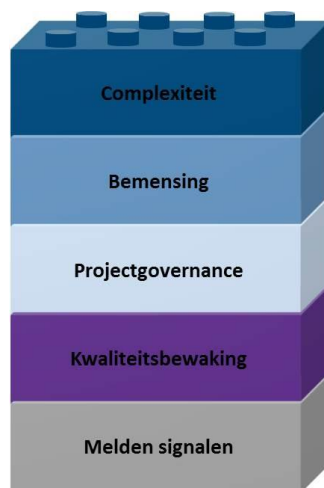 Complexiteit
Bemensing
Projectgovernance
Kwaliteitsbewaking
Melden signalen